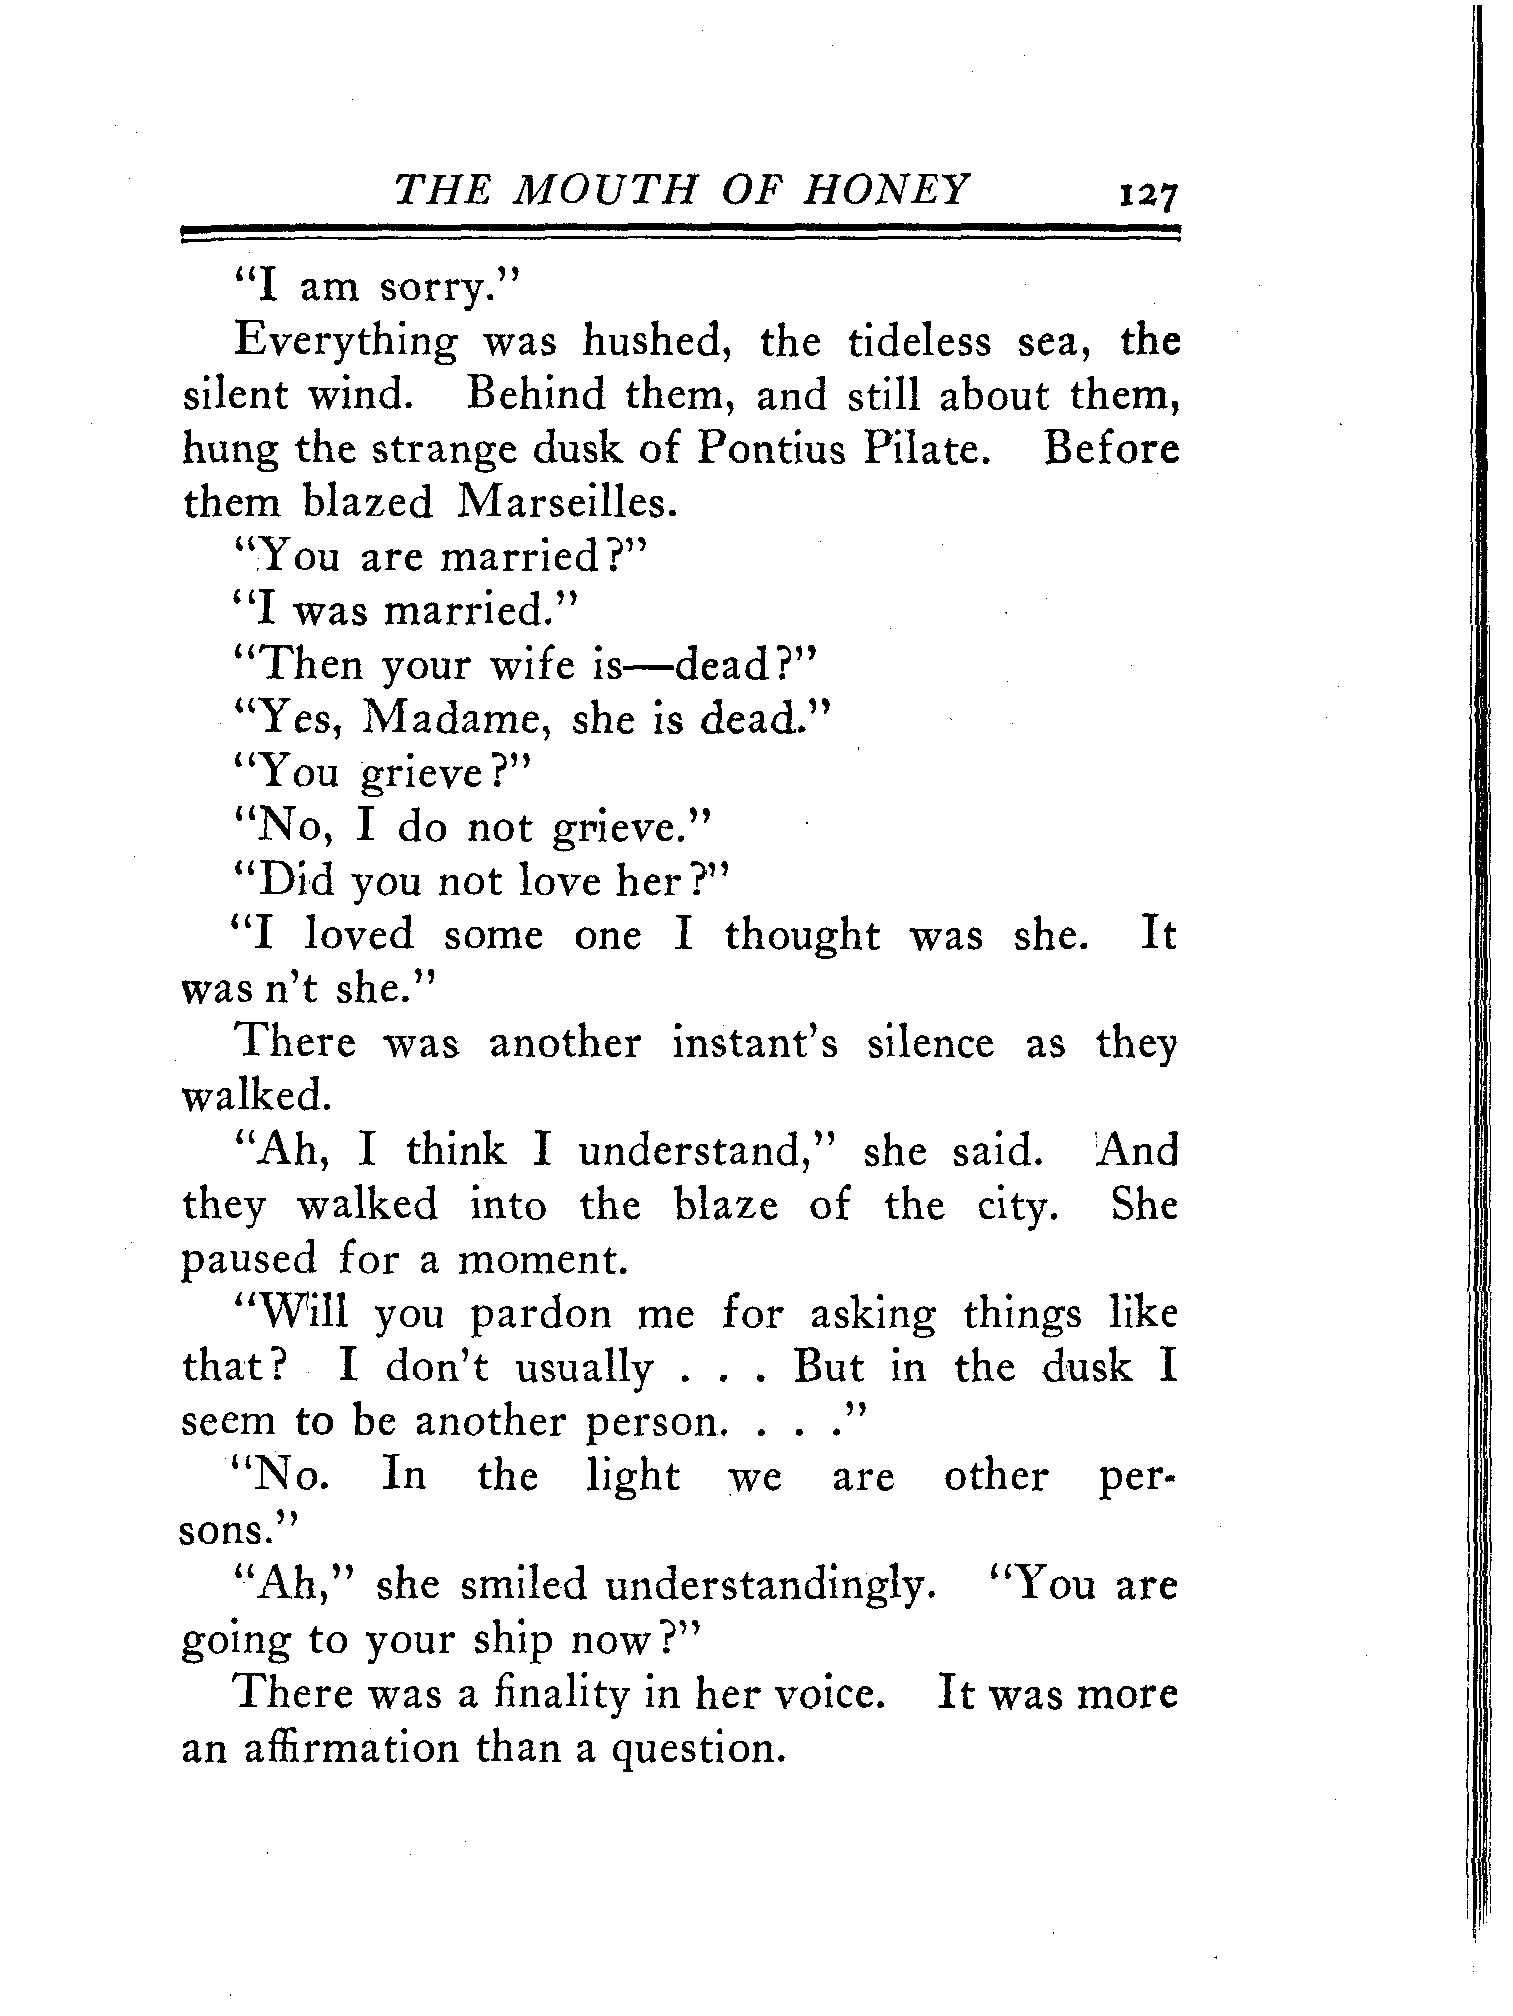 THE MOUTH OF HONEY 127
"I am sorry."
Everything was hushed, the tideless sea, the
silent wind. Behind them, and still about them,
hung the strange dusk of Pontius Pilate. Before
them blazed Marseilles.
"You are married?"
"I was married."
"Then your wife is—dead?"
"Yes, Madame, she is dead."
"You grieve?"
"No, I do not grieve."
"Did you not love her?"
"I loved some one I thought was she. It
was n't she."
There was another instant's silence as they
walked.
"Ah, I think I understand," she said. And
they walked into the blaze of the city. She
paused for a moment.
"Will you pardon me for asking things like
that? I don't usually . . . But in the dusk I
seem to be another person. . . ."
"No. In the light we are other per-
sons."
"Ah," she smiled understandingly. "You are
going to your ship now?"
There was a finality in her voice. It was more
an affirmation than a question.